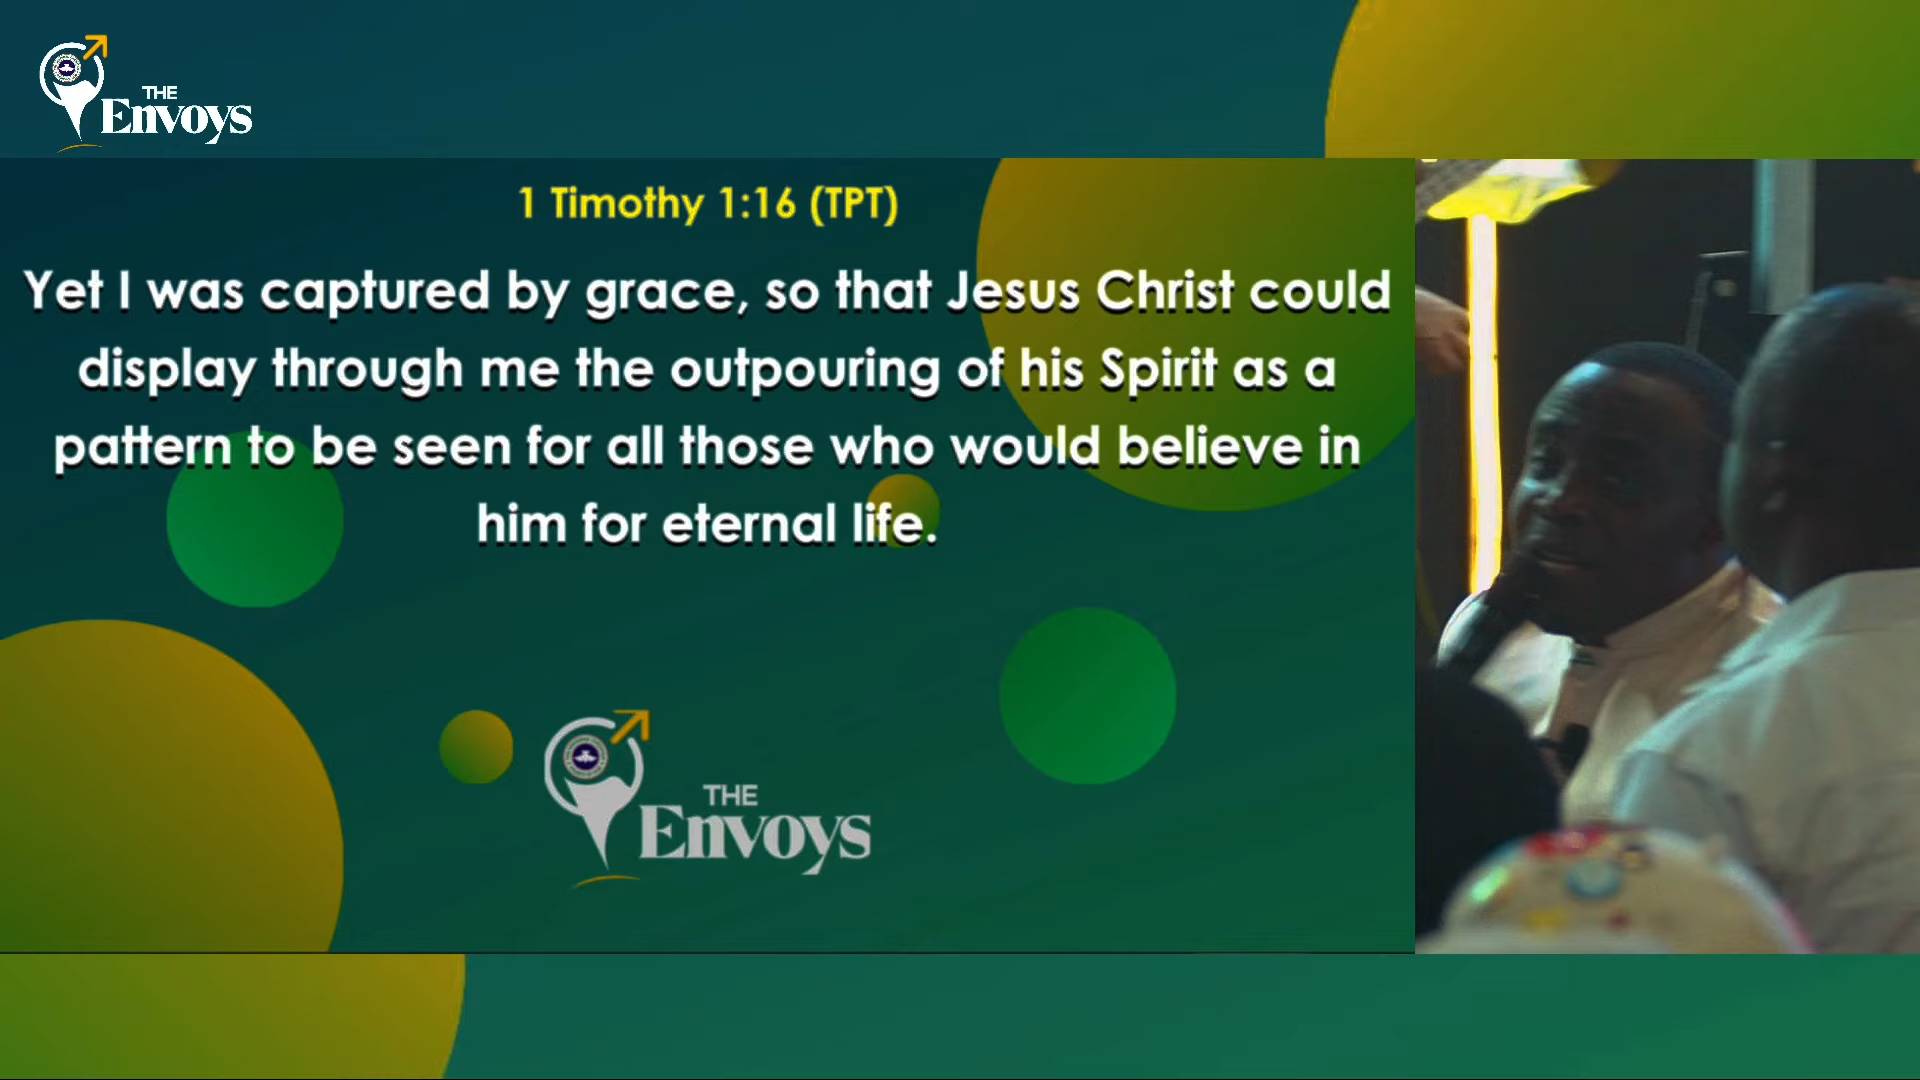 THE
Envoys
1 Timothy 1:16 (TPT)
Yet I was captured by grace, so that Jesus Christ could
display through me the outpouring of his Spirit as a
pattern to be seen for all those who would believe in
him for eternal life.
THE
Envoys